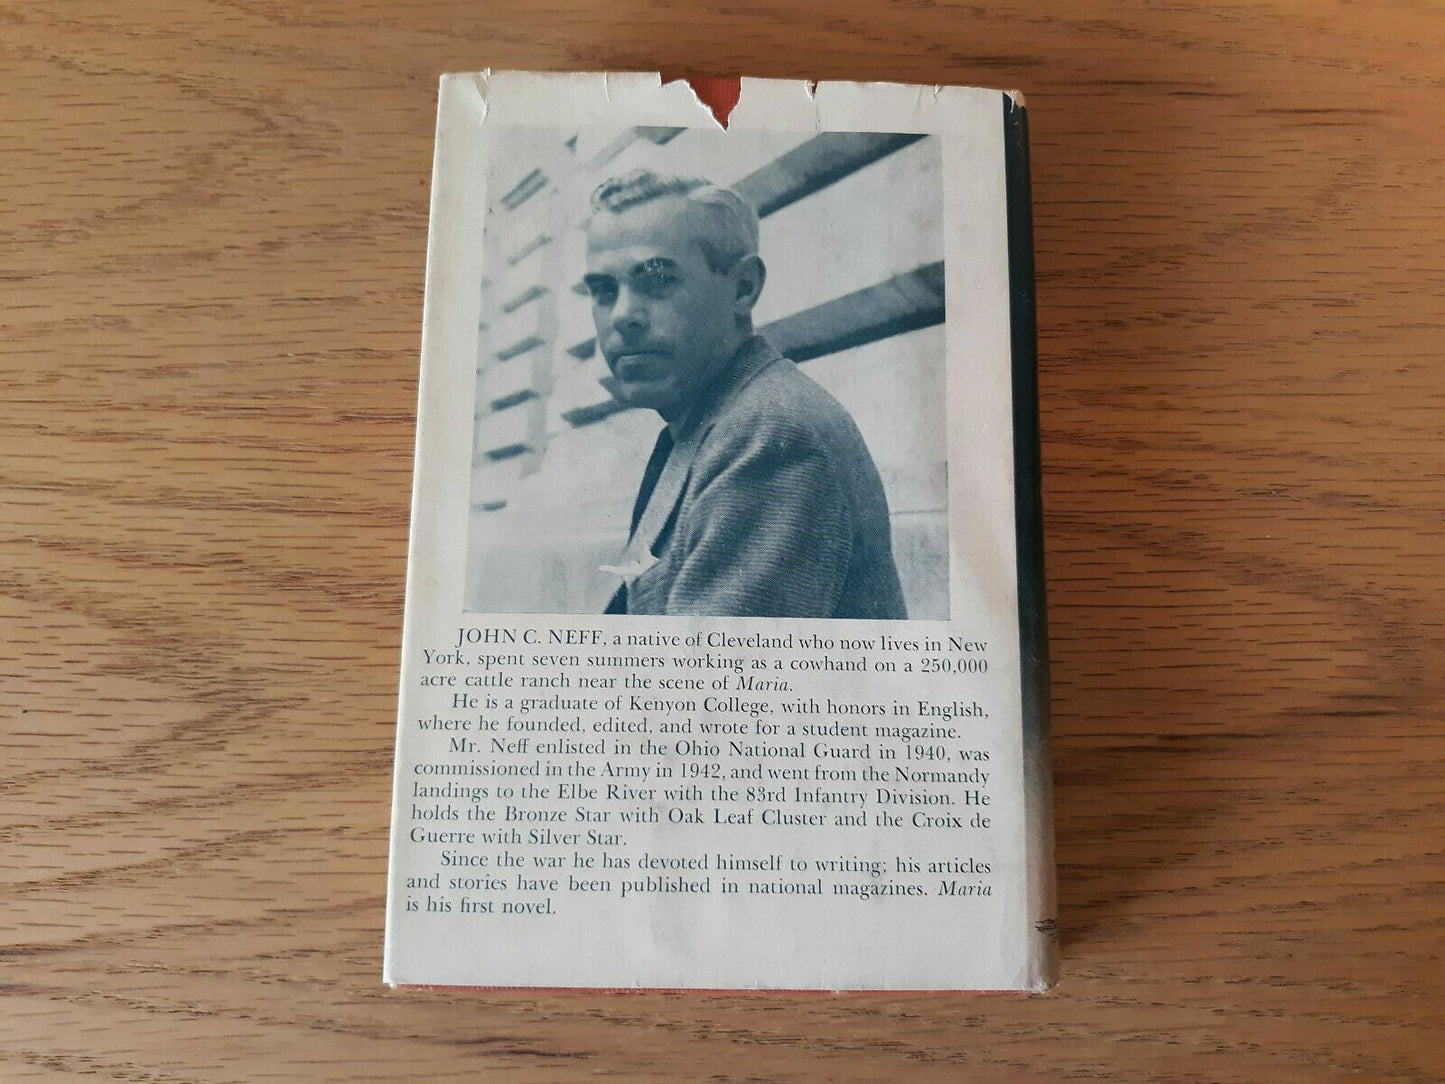 JOHN C. NEFF, a native of Cleveland who now lives in New
York, spent seven summers working as a cowhand on a 250,000
acre cattle ranch near the scene of Maria.
He is a graduate of Kenyon College, with honors in English,
where he founded, edited, and wrote for a student magazine.
Mr. Neff enlisted in the Ohio National Guard in 1940, was
commissioned in the Army in 1942, and went from the Normandy
landings to the Elbe River with the 83rd Infantry Division. He
holds the Bronze Star with Oak Leaf Cluster and the Croix de
Guerre with Silver Star.
Since the war he has devoted himself to writing; his articles
and stories have been published in national magazines. Maria
is his first novel.